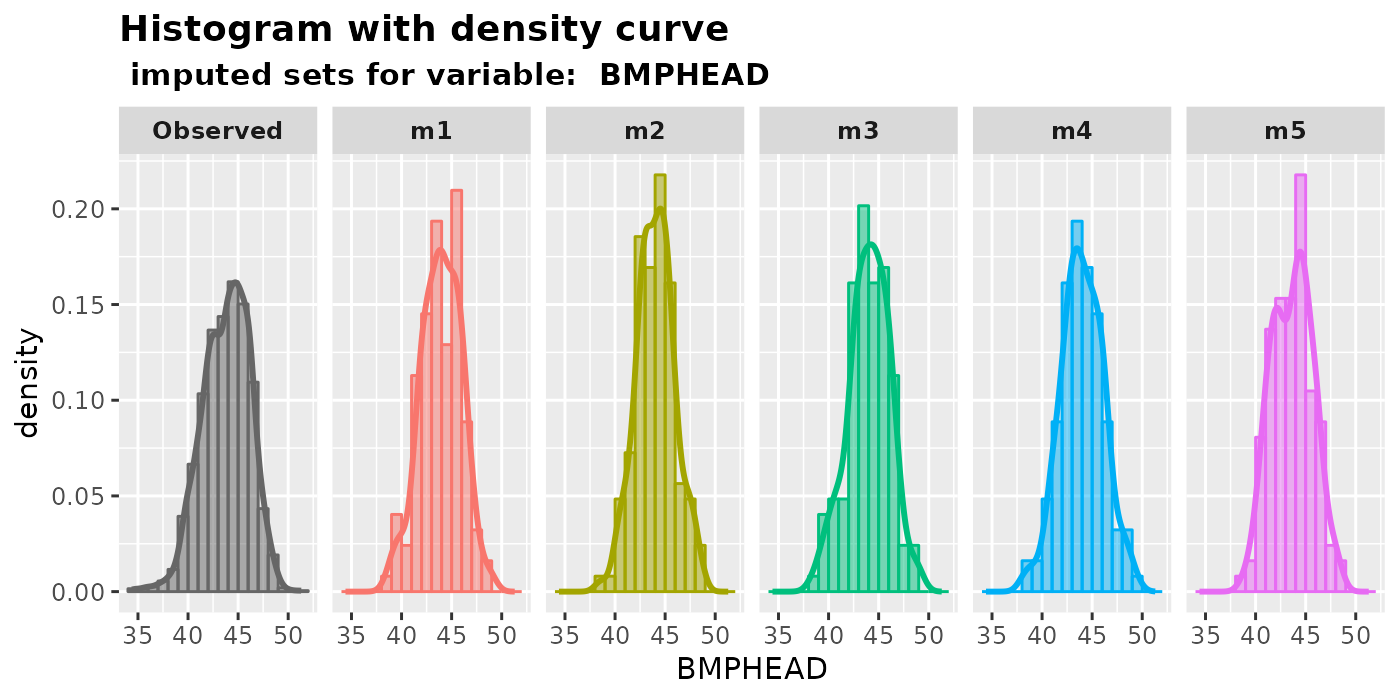 Histogram with density curve
imputed sets for variable:  BMPHEAD
Observed m1 m2 m3 m4 m5
0.20
0.15
0.10
0.05
0.00
density
35 40 45 50 35 40 45 50 35 40 45 50 35 40 45 50 35 40 45 50 35 40 45 50
BMPHEAD